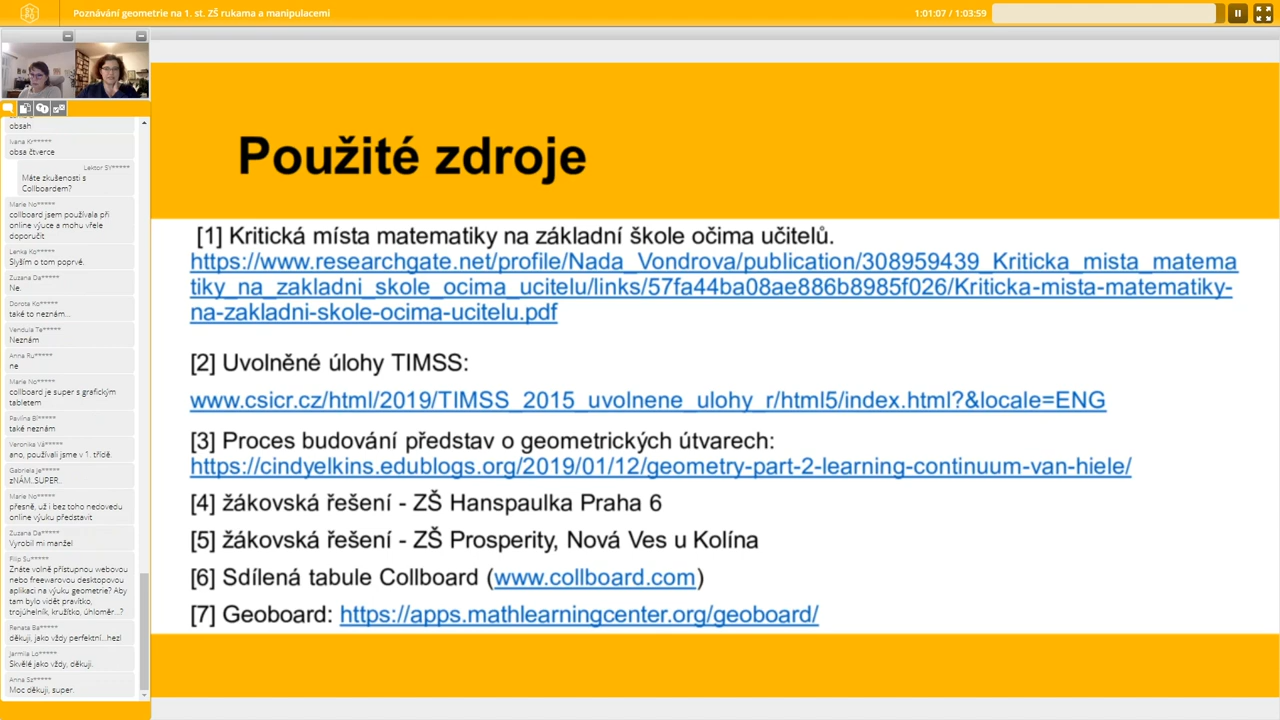 Poznávání geometrie na 1. st. ZŠ rukama a manipulacemi
1:01:07 / 1:03:59
obsah
Ivana Kr*****
obsa čtverce
Lektor SY*****
Máte zkušenosti s
Collboardem?
Marie No*****
collboard jsem používala při
online výuce a mohu vřele
doporučit
Lenka Ko*****
Slyším o tom poprvé.
Zuzana Da*****
Ne.
Dorota Ko*****
také to neznám...
Vendula Te*****
Neznám
Anna Ru*****
ne
Marie No*****
collboard je super s grafickým
tabletem
Pavlína Bl*****
také neznám
Veronika Vá*****
ano, používali jsme v 1. třídě.
Gabriela Je*****
zNÁM..SUPER..
Marie No*****
přesně, už i bez toho nedovedu
online výuku představit
Zuzana Da*****
Vyrobil mi manžel
Filip Su*****
Znáte volně přístupnou webovou
nebo freewarovou desktopovou
aplikaci na výuku geometrie? Aby
tam bylo vidět pravítko,
trojúhelník, kružítko, úhloměr...?
Renata Ba*****
děkuji, jako vždy perfektní...hezl
Jarmila Lo*****
Skvělé jako vždy, děkuji.
Anna Sz*****
Moc děkuji, super.
Použité zdroje
[1] Kritická místa matematiky na základní škole očima učitelů.
https://www.researchgate.net/profile/Nada_Vondrova/publication/308959439_Kriticka_mista_matema
tiky_na_zakladni_skole_ocima_ucitelu/links/57fa44ba08ae886b8985f026/Kriticka-mista-matematiky-
na-zakladni-skole-ocima-ucitelu.pdf
[2] Uvolněné úlohy TIMSS:
www.csicr.cz/html/2019/TIMSS_2015_uvolnene_ulohy_r/html5/index.html?&locale=ENG
[3] Proces budování představ o geometrických útvarech:
https://cindyelkins.edublogs.org/2019/01/12/geometry-part-2-learning-continuum-van-hiele/
[4] žákovská řešení - ZŠ Hanspaulka Praha 6
[5] žákovská řešení - ZŠ Prosperity, Nová Ves u Kolína
[6] Sdílená tabule Collboard (www.collboard.com)
[7] Geoboard: https://apps.mathlearningcenter.org/geoboard/